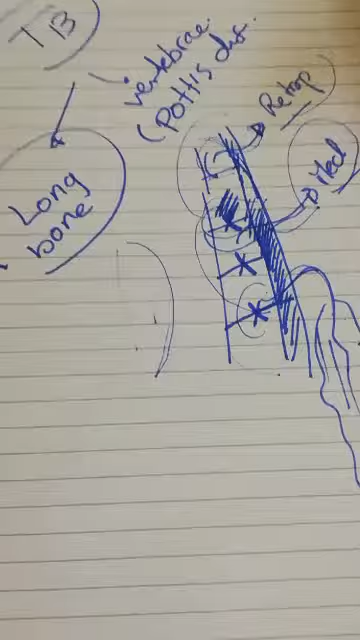 TB
vertebrae.
(Pott's dis.
Long
bone
Retrop
Med